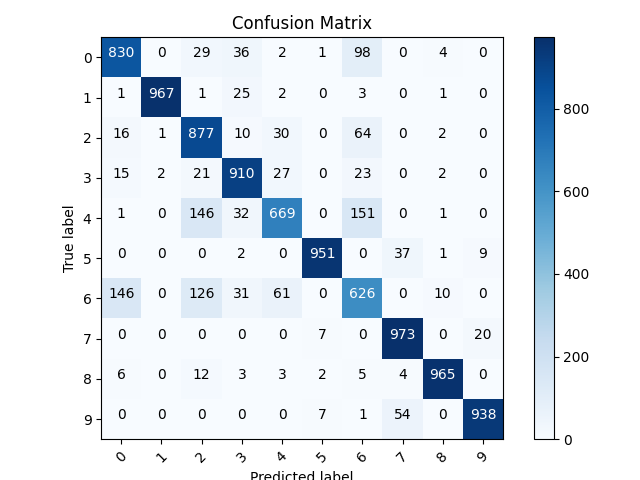 Confusion Matrix
0 830 0 29 36 2 1 98 0 4 0
1 1 967 1 25 2 0 3 0 1 0
2 16 1 877 10 30 0 64 0 2 0
3 15 2 21 910 27 0 23 0 2 0
4 1 0 146 32 669 0 151 0 1 0
5 0 0 0 2 0 951 0 37 1 9
6 146 0 126 31 61 0 626 0 10 0
7 0 0 0 0 0 7 0 973 0 20
8 6 0 12 3 3 2 5 4 965 0
9 0 0 0 0 0 7 1 54 0 938
0 1 2 3 4 5 6 7 8 9
True label
Predicted label
800
600
400
200
0